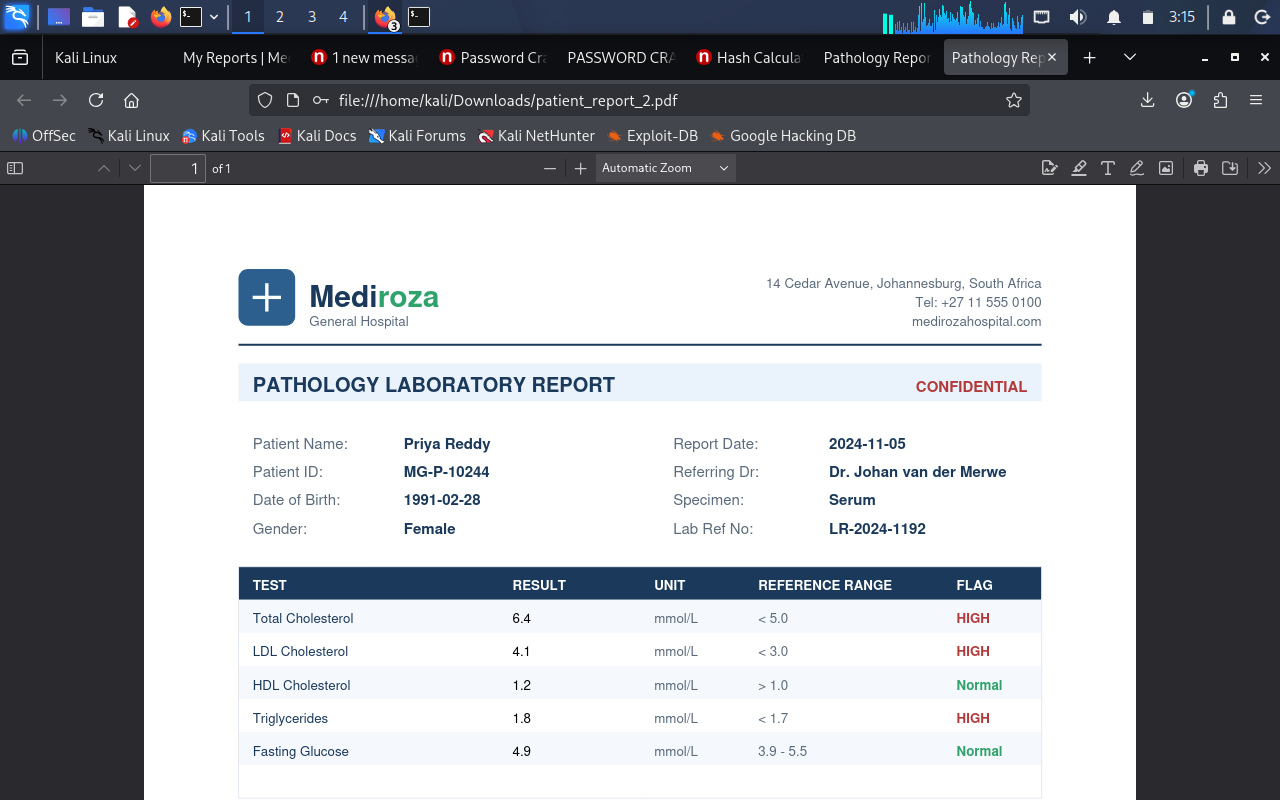 1 2 3 4 3 3:15
Kali Linux My Reports | Me 1 new messa Password Cra PASSWORD CRA Hash Calcula Pathology Repor Pathology Rep
file:///home/kali/Downloads/patient_report_2.pdf
OffSec Kali Linux Kali Tools Kali Docs Kali Forums Kali NetHunter Exploit-DB Google Hacking DB
1 of 1 Automatic Zoom
Mediroza
General Hospital
14 Cedar Avenue, Johannesburg, South Africa
Tel: +27 11 555 0100
medirozahospital.com
PATHOLOGY LABORATORY REPORT CONFIDENTIAL
Patient Name: Priya Reddy Report Date: 2024-11-05
Patient ID: MG-P-10244 Referring Dr: Dr. Johan van der Merwe
Date of Birth: 1991-02-28 Specimen: Serum
Gender: Female Lab Ref No: LR-2024-1192
TEST RESULT UNIT REFERENCE RANGE FLAG
Total Cholesterol 6.4 mmol/L < 5.0 HIGH
LDL Cholesterol 4.1 mmol/L < 3.0 HIGH
HDL Cholesterol 1.2 mmol/L > 1.0 Normal
Triglycerides 1.8 mmol/L < 1.7 HIGH
Fasting Glucose 4.9 mmol/L 3.9 - 5.5 Normal